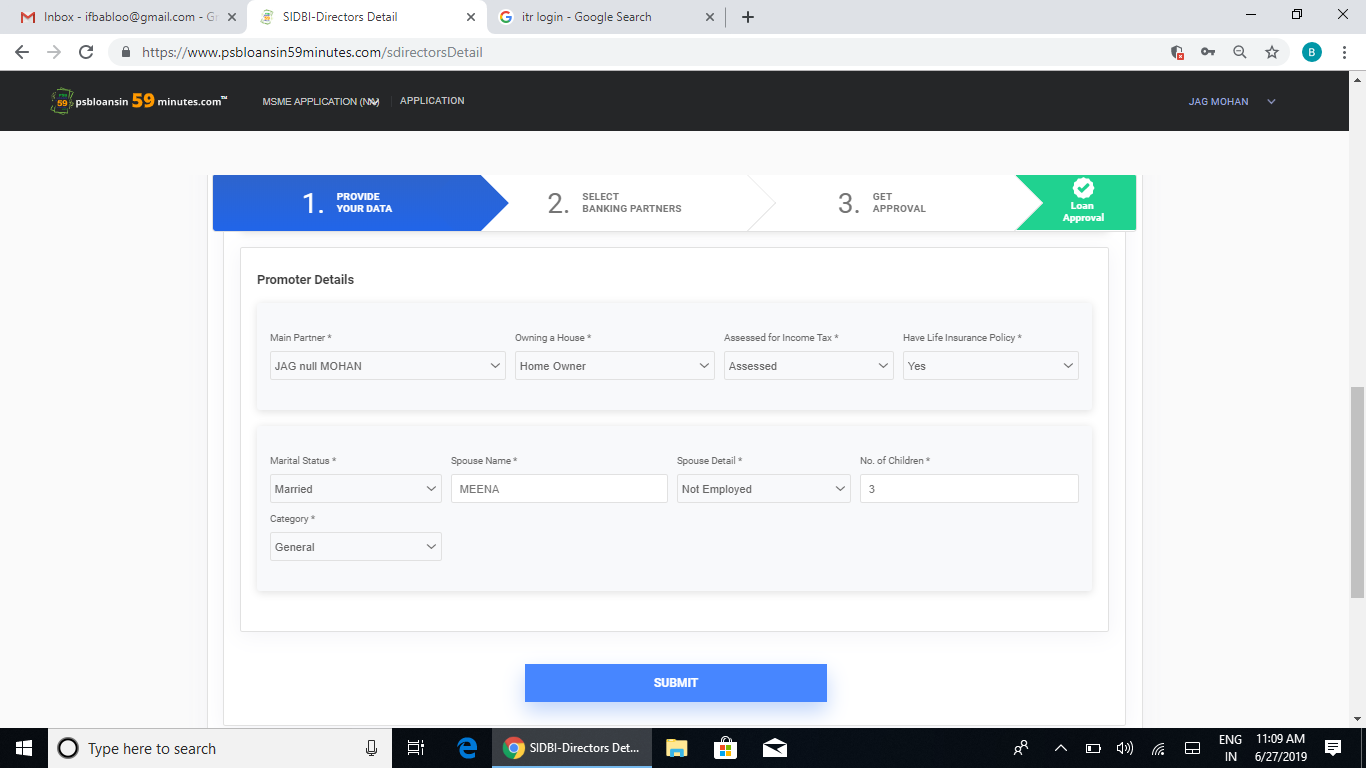 Inbox - ifbabloo@gmail.com - Gr
SIDBI-Directors Detail
itr login - Google Search
https://www.psbloansin59minutes.com/sdirectorsDetail
B
59 psbloansin 59 minutes.com™
MSME APPLICATION
APPLICATION
JAG MOHAN
1. PROVIDE
YOUR DATA
2. SELECT
BANKING PARTNERS
3. GET
APPROVAL
Loan
Approval
Promoter Details
Main Partner * Owning a House * Assessed for Income Tax * Have Life Insurance Policy *
JAG null MOHAN Home Owner Assessed Yes
Marital Status * Spouse Name * Spouse Detail * No. of Children *
Married MEENA Not Employed 3
Category *
General
SUBMIT
Type here to search
SIDBI-Directors Det...
ENG
IN
11:09 AM
6/27/2019